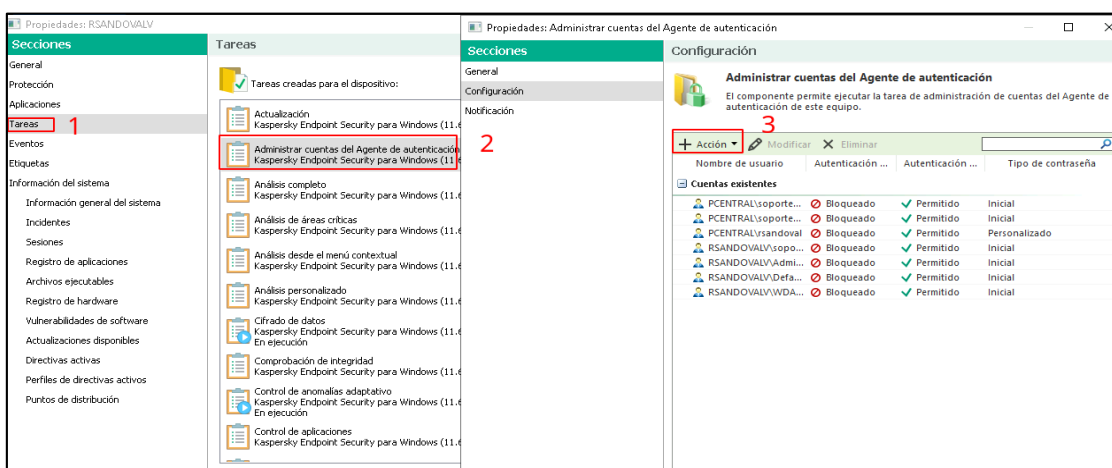 Propiedades: RSANDOVALV
Secciones
General
Protección
Aplicaciones
Tareas 1
Eventos
Etiquetas
Información del sistema
Información general del sistema
Incidentes
Sesiones
Registro de aplicaciones
Archivos ejecutables
Registro de hardware
Vulnerabilidades de software
Actualizaciones disponibles
Directivas activas
Perfiles de directivas activos
Puntos de distribución
Tareas
Tareas creadas para el dispositivo:
Actualización
Kaspersky Endpoint Security para Windows (11.6
Administrar cuentas del Agente de autenticación
Kaspersky Endpoint Security para Windows (11.6
Análisis completo
Kaspersky Endpoint Security para Windows (11.6
Análisis de áreas críticas
Kaspersky Endpoint Security para Windows (11.6
Análisis desde el menú contextual
Kaspersky Endpoint Security para Windows (11.6
Análisis personalizado
Kaspersky Endpoint Security para Windows (11.6
Cifrado de datos
Kaspersky Endpoint Security para Windows (11.6
En ejecución
Comprobación de integridad
Kaspersky Endpoint Security para Windows (11.6
Control de anomalías adaptativo
Kaspersky Endpoint Security para Windows (11.6
En ejecución
Control de aplicaciones
Kaspersky Endpoint Security para Windows (11.6
Propiedades: Administrar cuentas del Agente de autenticación
Secciones
General
Configuración
Notificación
2
Configuración
Administrar cuentas del Agente de autenticación
El componente permite ejecutar la tarea de administración de cuentas del Agente de
autenticación de este equipo.
3
+ Acción Modificar Eliminar
Nombre de usuario Autenticación ... Autenticación ... Tipo de contraseña
Cuentas existentes
PCENTRAL\soporte... Bloqueado Permitido Inicial
PCENTRAL\soporte... Bloqueado Permitido Inicial
PCENTRAL\rsandoval Bloqueado Permitido Personalizado
RSANDOVALV\sopo... Bloqueado Permitido Inicial
RSANDOVALV\Admi... Bloqueado Permitido Inicial
RSANDOVALV\Defa... Bloqueado Permitido Inicial
RSANDOVALV\WDA... Bloqueado Permitido Inicial